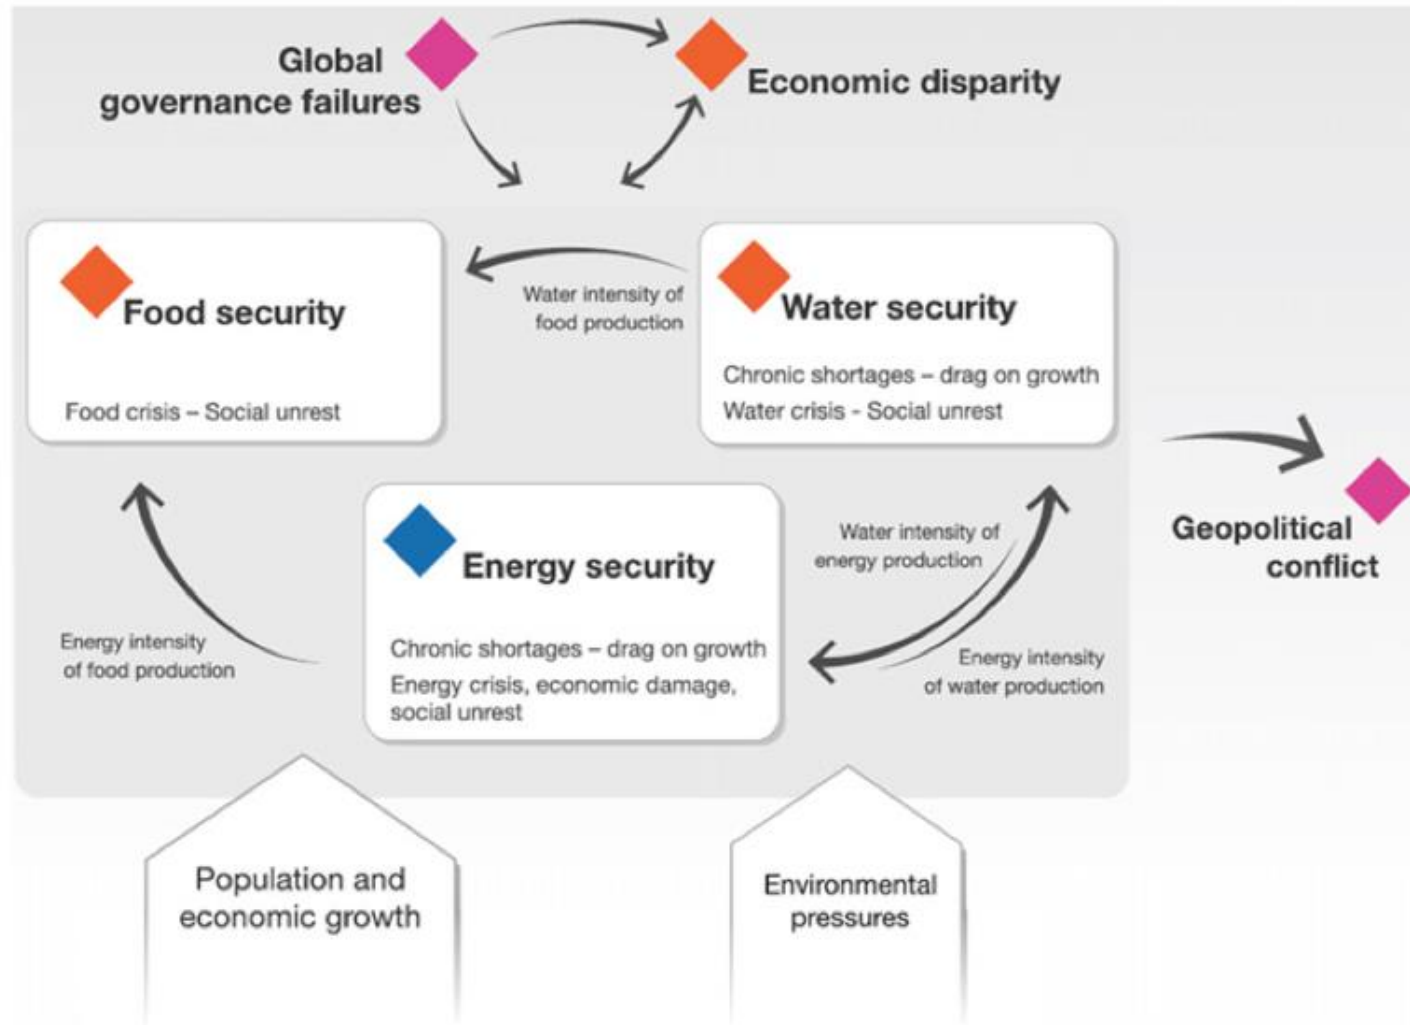 Global
governance failures
Economic disparity
Food security
Food crisis – Social unrest
Water intensity of
food production
Water security
Chronic shortages – drag on growth
Water crisis - Social unrest
Energy security
Chronic shortages – drag on growth
Energy crisis, economic damage,
social unrest
Water intensity of
energy production
Geopolitical
conflict
Energy intensity
of food production
Energy intensity
of water production
Population and
economic growth
Environmental
pressures